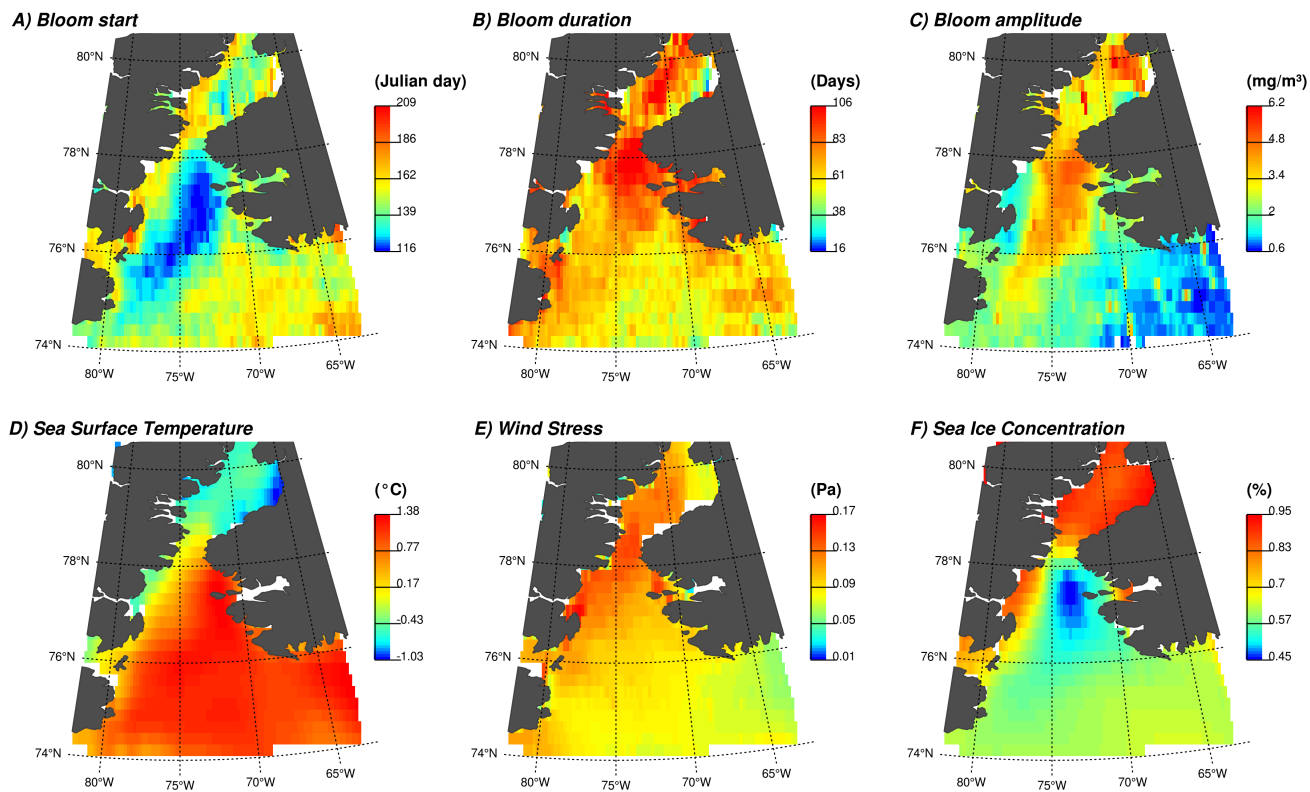 A) Bloom start
B) Bloom duration
C) Bloom amplitude
80°N
78°N
76°N
74°N
80°W
75°W
70°W
65°W
(Julian day)
209
186
162
139
116
80°N
78°N
76°N
74°N
80°W
75°W
70°W
65°W
(Days)
106
83
61
38
16
80°N
78°N
76°N
74°N
80°W
75°W
70°W
65°W
(mg/m³)
6.2
4.8
3.4
2
0.6
D) Sea Surface Temperature
E) Wind Stress
F) Sea Ice Concentration
80°N
78°N
76°N
74°N
80°W
75°W
70°W
65°W
(°C)
1.38
0.77
0.17
-0.43
-1.03
80°N
78°N
76°N
74°N
80°W
75°W
70°W
65°W
(Pa)
0.17
0.13
0.09
0.05
0.01
80°N
78°N
76°N
74°N
80°W
75°W
70°W
65°W
(%)
0.95
0.83
0.7
0.57
0.45